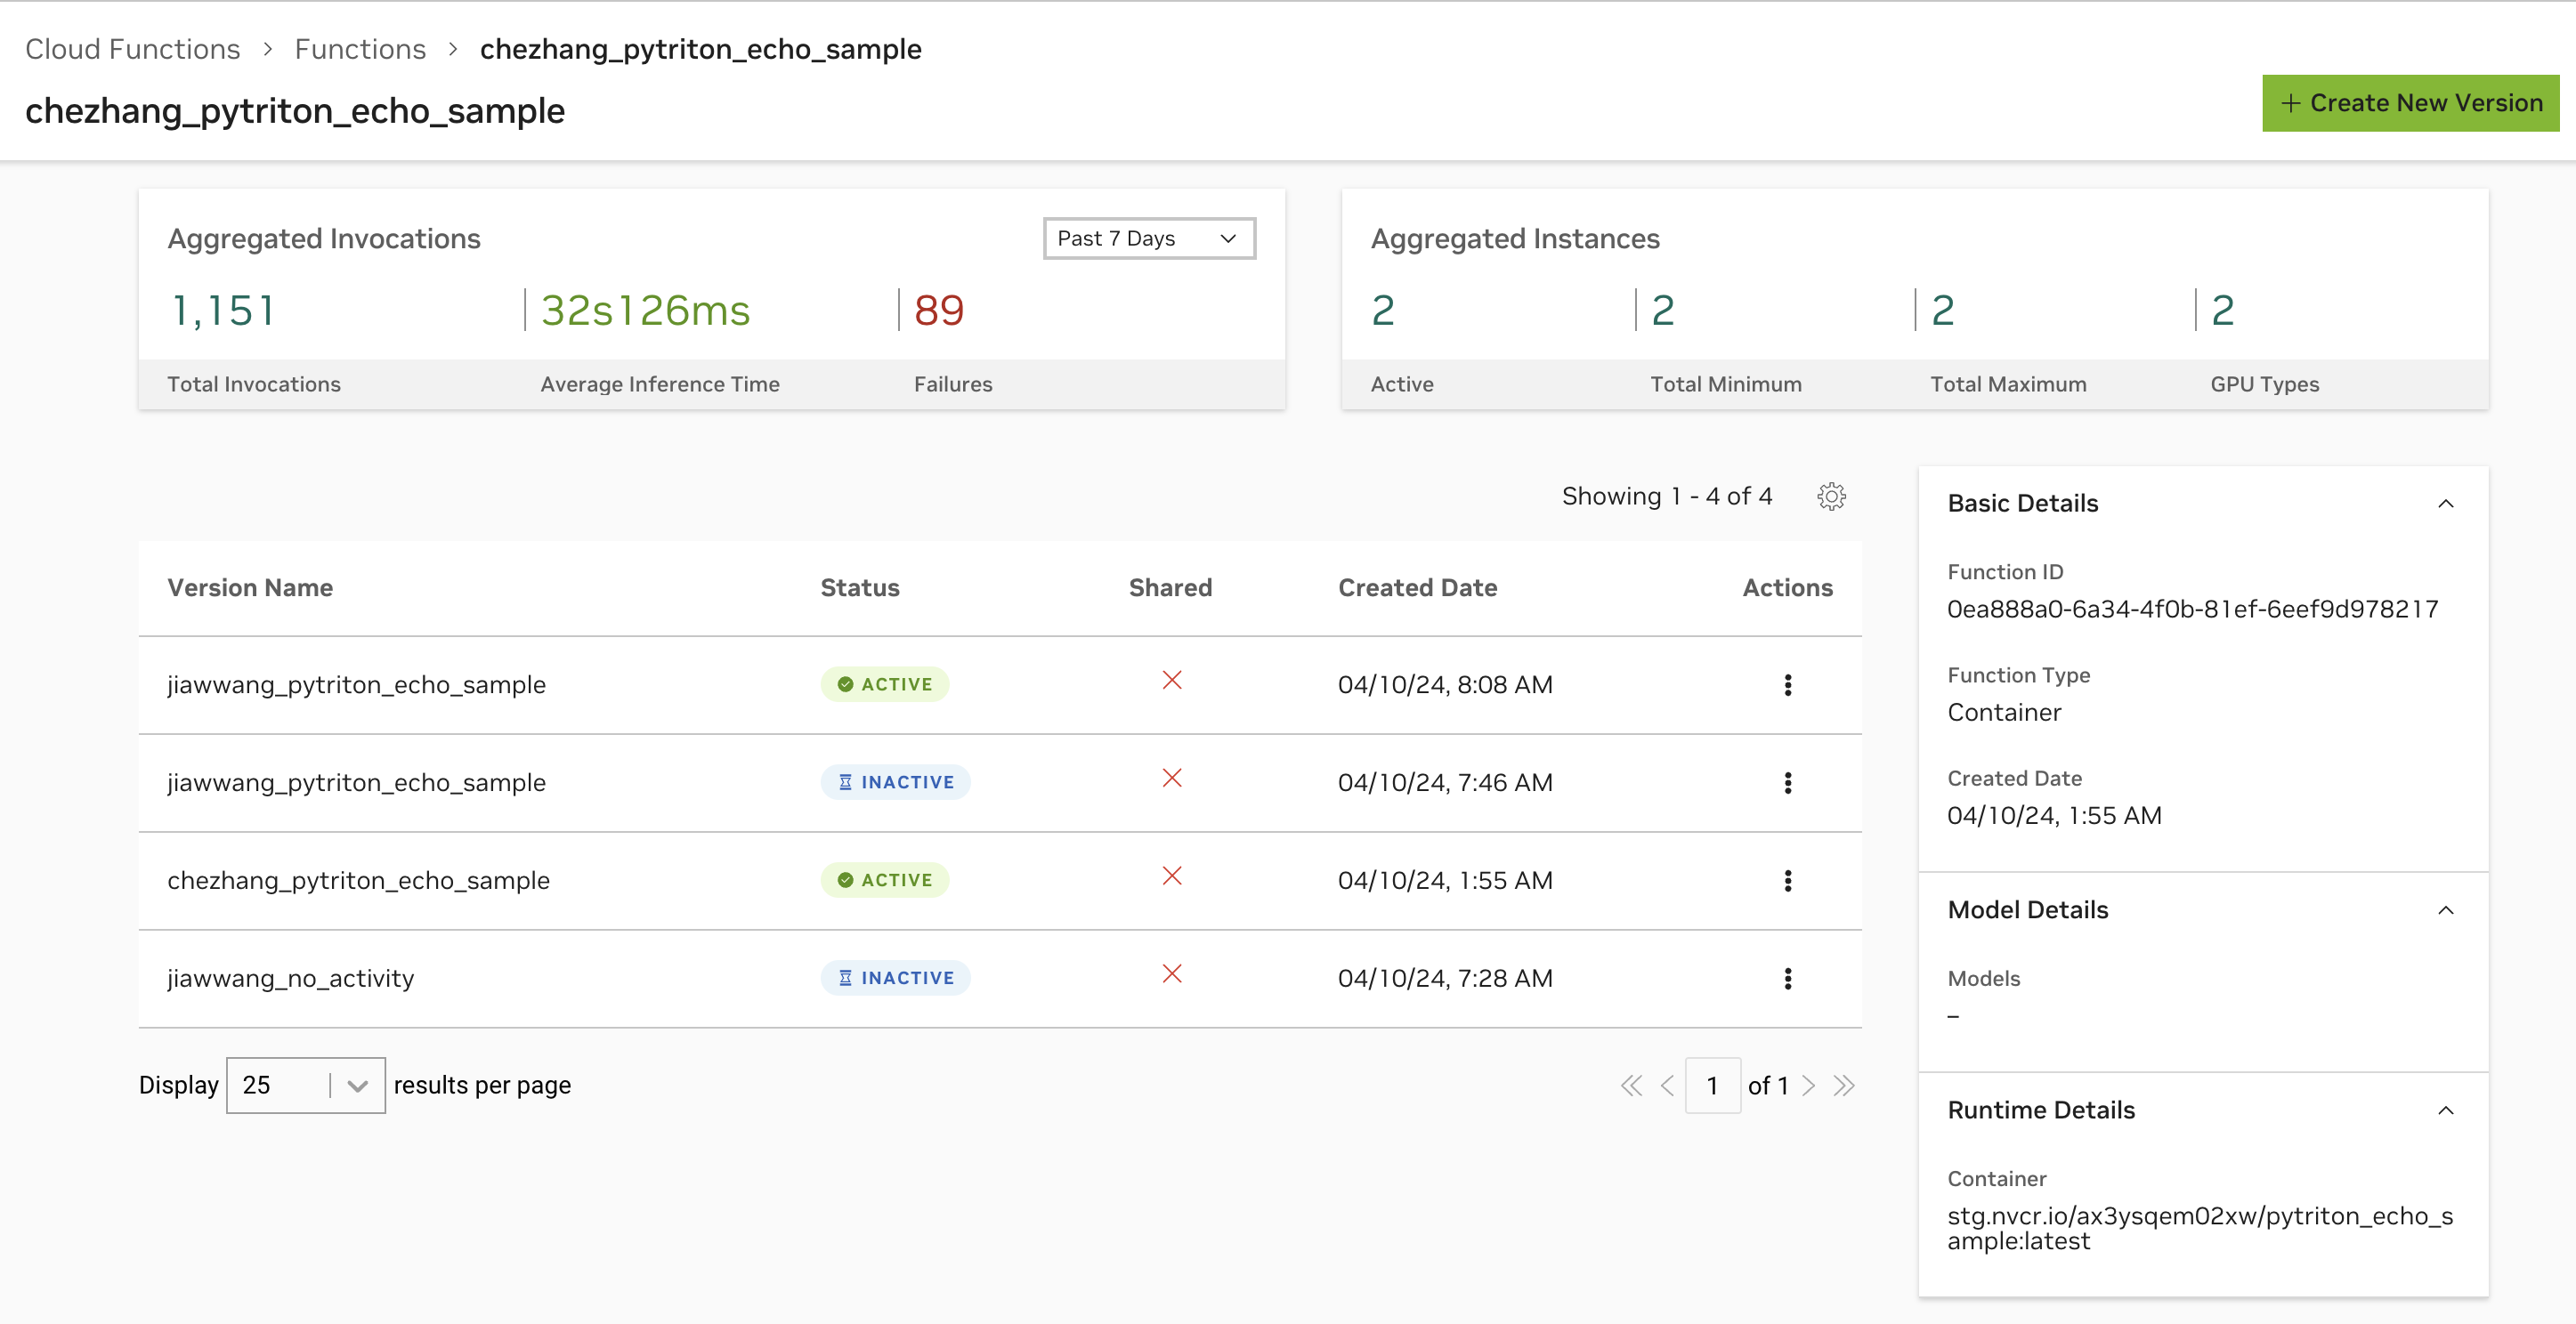 Cloud Functions > Functions > chezhang_pytriton_echo_sample
chezhang_pytriton_echo_sample
+ Create New Version
Aggregated Invocations
Past 7 Days
1,151
32s126ms
89
Total Invocations
Average Inference Time
Failures
Aggregated Instances
2
2
2
2
Active
Total Minimum
Total Maximum
GPU Types
Showing 1 - 4 of 4
Version Name Status Shared Created Date Actions
jiawwang_pytriton_echo_sample ACTIVE 04/10/24, 8:08 AM
jiawwang_pytriton_echo_sample INACTIVE 04/10/24, 7:46 AM
chezhang_pytriton_echo_sample ACTIVE 04/10/24, 1:55 AM
jiawwang_no_activity INACTIVE 04/10/24, 7:28 AM
Display 25 results per page
1 of 1
Basic Details
Function ID
0ea888a0-6a34-4f0b-81ef-6eef9d978217
Function Type
Container
Created Date
04/10/24, 1:55 AM
Model Details
Models
–
Runtime Details
Container
stg.nvcr.io/ax3ysqem02xw/pytriton_echo_s
ample:latest